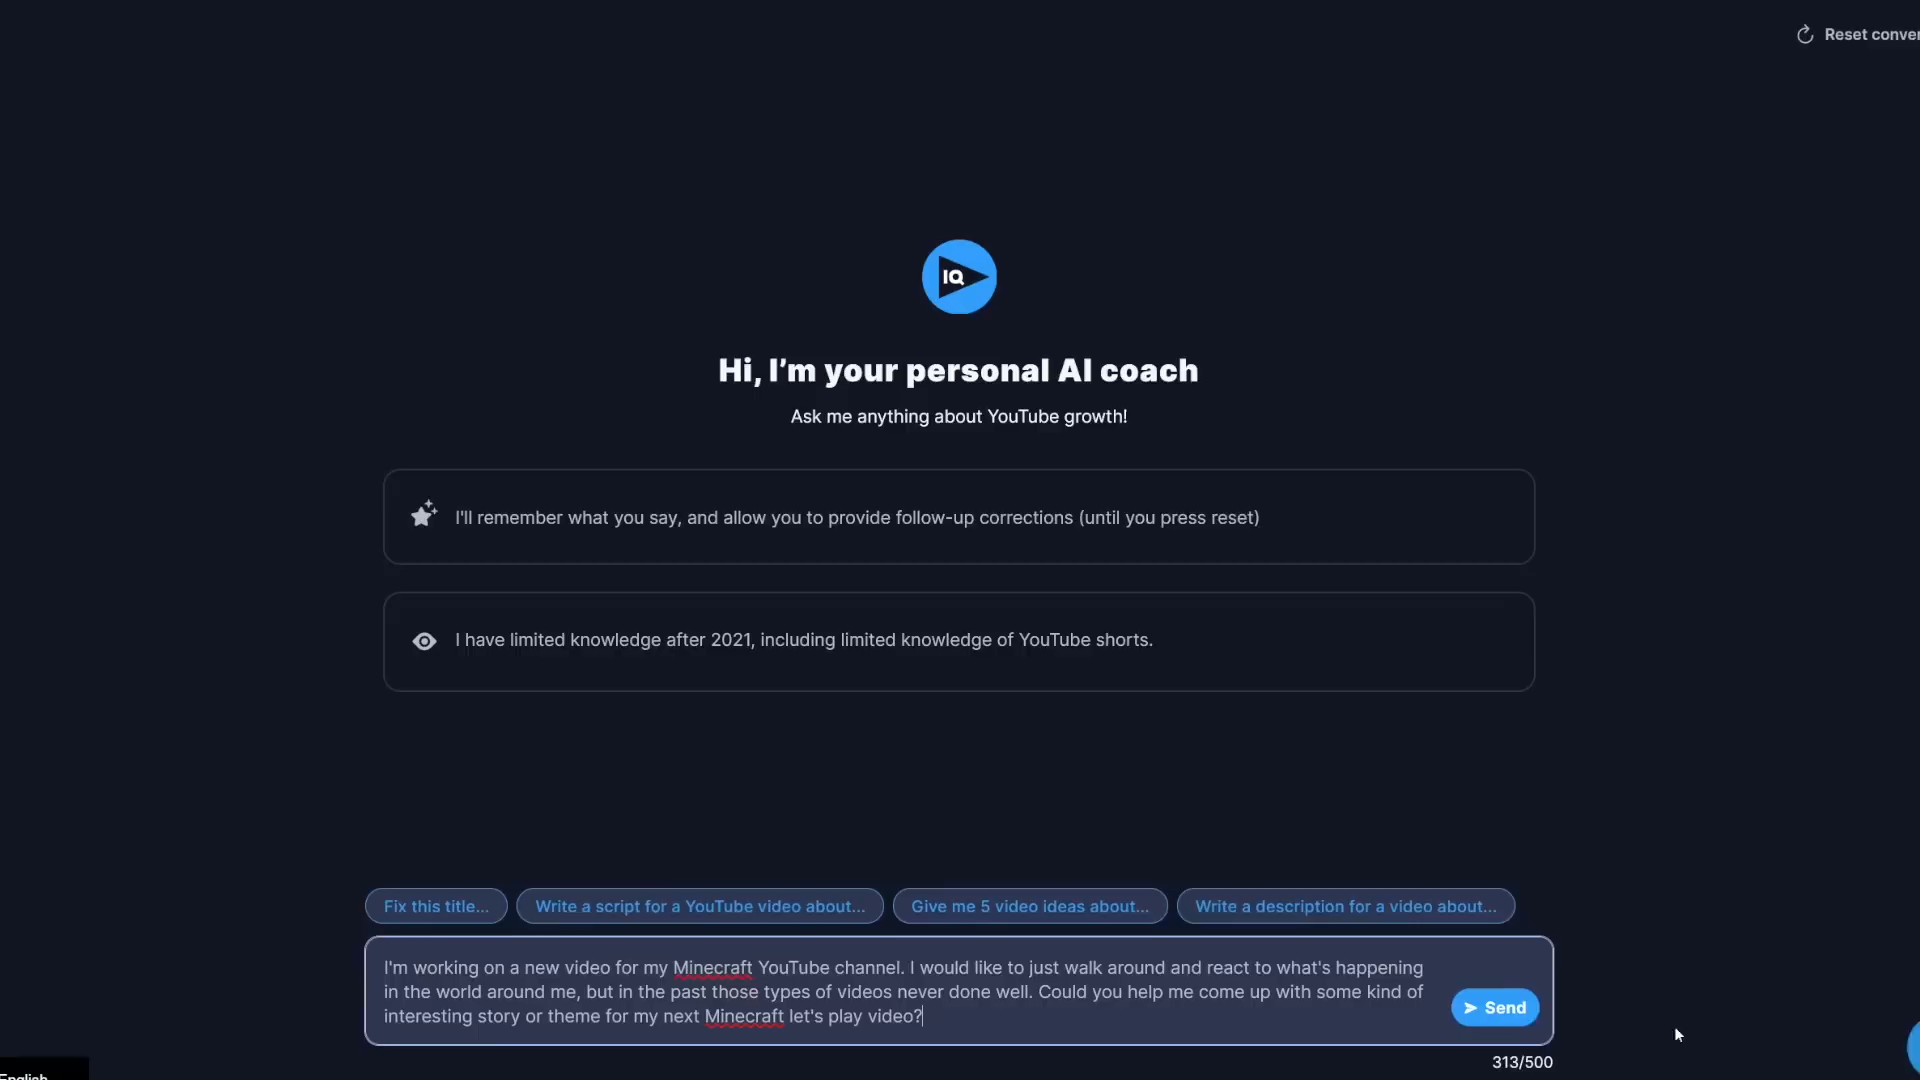 Reset conver
IQ
Hi, I’m your personal AI coach
Ask me anything about YouTube growth!
I'll remember what you say, and allow you to provide follow-up corrections (until you press reset)
I have limited knowledge after 2021, including limited knowledge of YouTube shorts.
Fix this title... Write a script for a YouTube video about... Give me 5 video ideas about... Write a description for a video about...
I'm working on a new video for my Minecraft YouTube channel. I would like to just walk around and react to what's happening
in the world around me, but in the past those types of videos never done well. Could you help me come up with some kind of
interesting story or theme for my next Minecraft let's play video?
Send
313/500
English